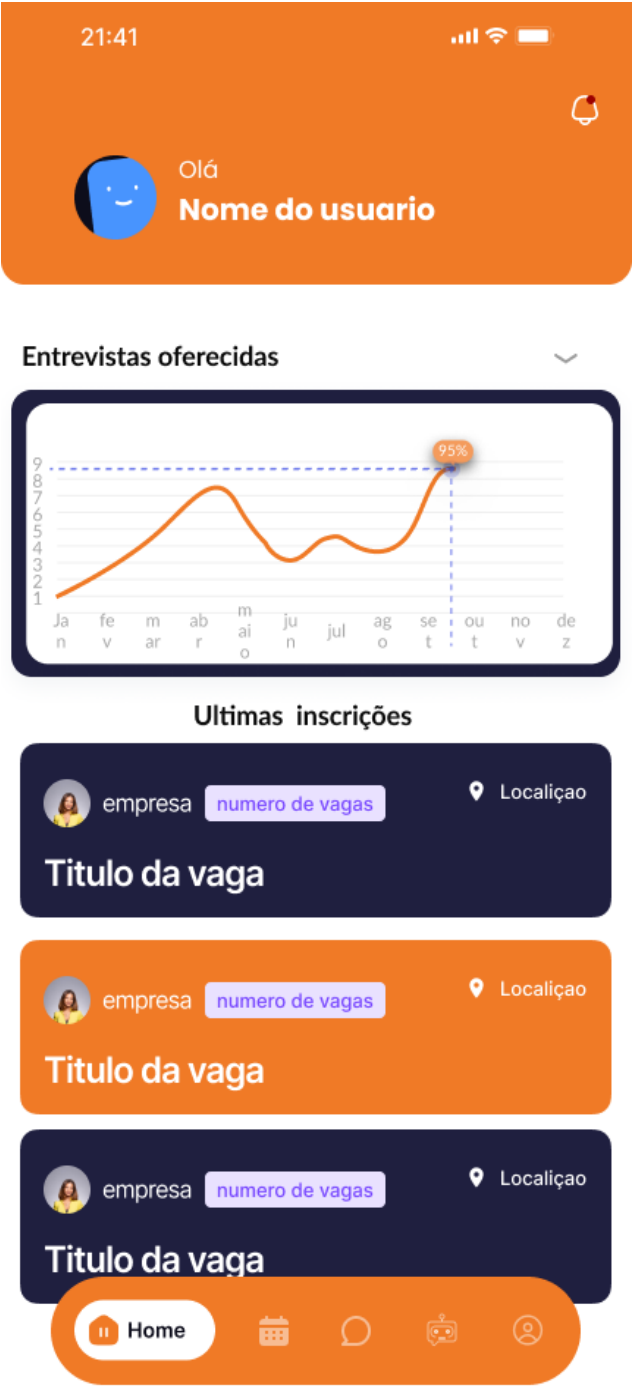 21:41
Olá
Nome do usuario
Entrevistas oferecidas
95%
9
8
7
6
5
4
3
2
1
Ja
n
fe
v
m
ar
ab
r
m
ai
o
ju
n
jul
ag
o
se
t
ou
t
no
v
de
z
Ultimas inscrições
empresa numero de vagas Localiçao
Titulo da vaga
empresa numero de vagas Localiçao
Titulo da vaga
empresa numero de vagas Localiçao
Titulo da vaga
Home